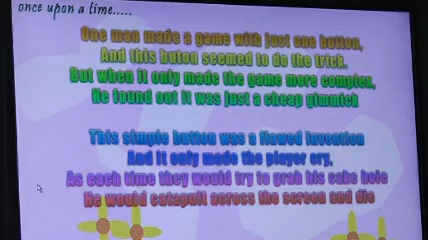 once upon a time.....
One man made a game with just one button,
And this buton seemed to do the trick.
But when it only made the game more complex,
He found out it was just a cheap gimmick
This simple button was a flawed invention
And it only made the player cry,
As each time they would try to grab his cake hole
He would catapult across the screen and die